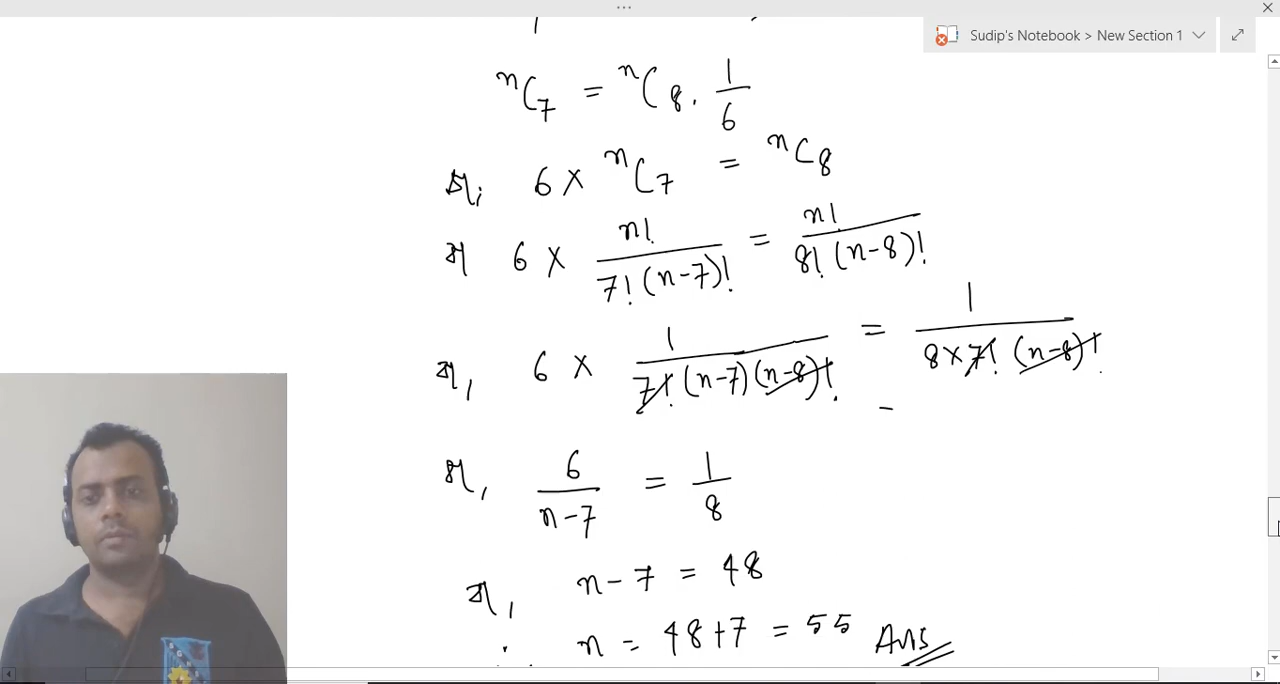 Sudip's Notebook > New Section 1
ⁿC₇ = ⁿC₈ . 1/6
6 × ⁿC₇ = ⁿC₈
6 × n!/7!(n-7)! = n!/8!(n-8)!
6 × 1/7!(n-7)(n-8)! = 1/8×7!(n-8)!
6/n-7 = 1/8
n-7 = 48
∴ n = 48+7 = 55 Ans